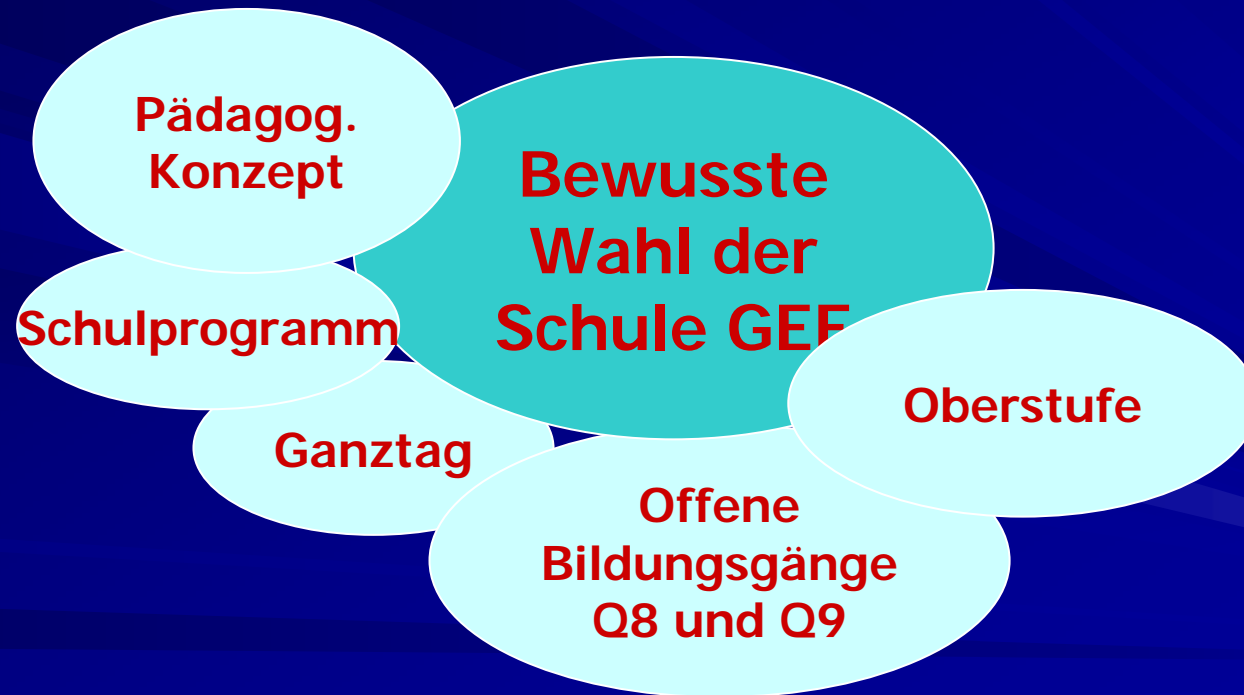 Pädagog.
Konzept
Bewusste
Wahl der
Schule GEE
Schulprogramm
Oberstufe
Ganztag
Offene
Bildungsgänge
Q8 und Q9